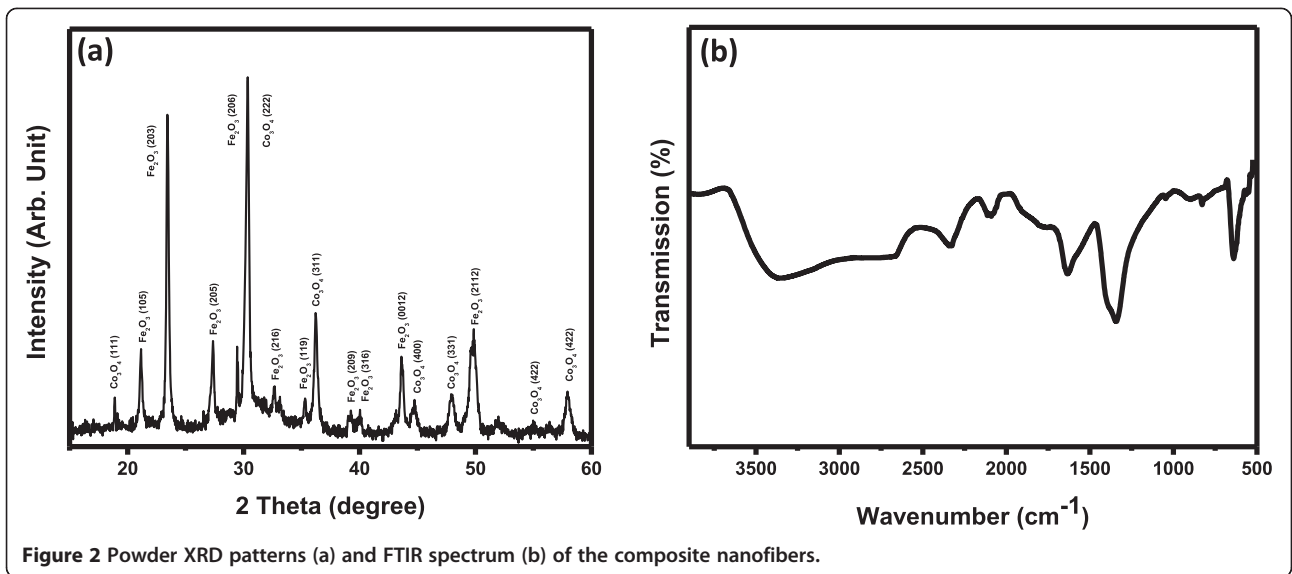 (a)
Intensity (Arb. Unit)
Co₃O₄ (111)
Fe₂O₃ (105)
Fe₂O₃ (203)
Fe₂O₃ (205)
Fe₂O₃ (206)
Co₃O₄ (222)
Fe₂O₃ (216)
Fe₂O₃ (119)
Co₃O₄ (311)
Fe₂O₃ (209)
Fe₂O₃ (316)
Fe₂O₃ (0012)
Co₃O₄ (400)
Co₃O₄ (331)
Fe₂O₃ (2112)
Co₃O₄ (422)
Co₃O₄ (422)
20 30 40 50 60
2 Theta (degree)
(b)
Transmission (%)
3500 3000 2500 2000 1500 1000 500
Wavenumber (cm⁻¹)
Figure 2 Powder XRD patterns (a) and FTIR spectrum (b) of the composite nanofibers.